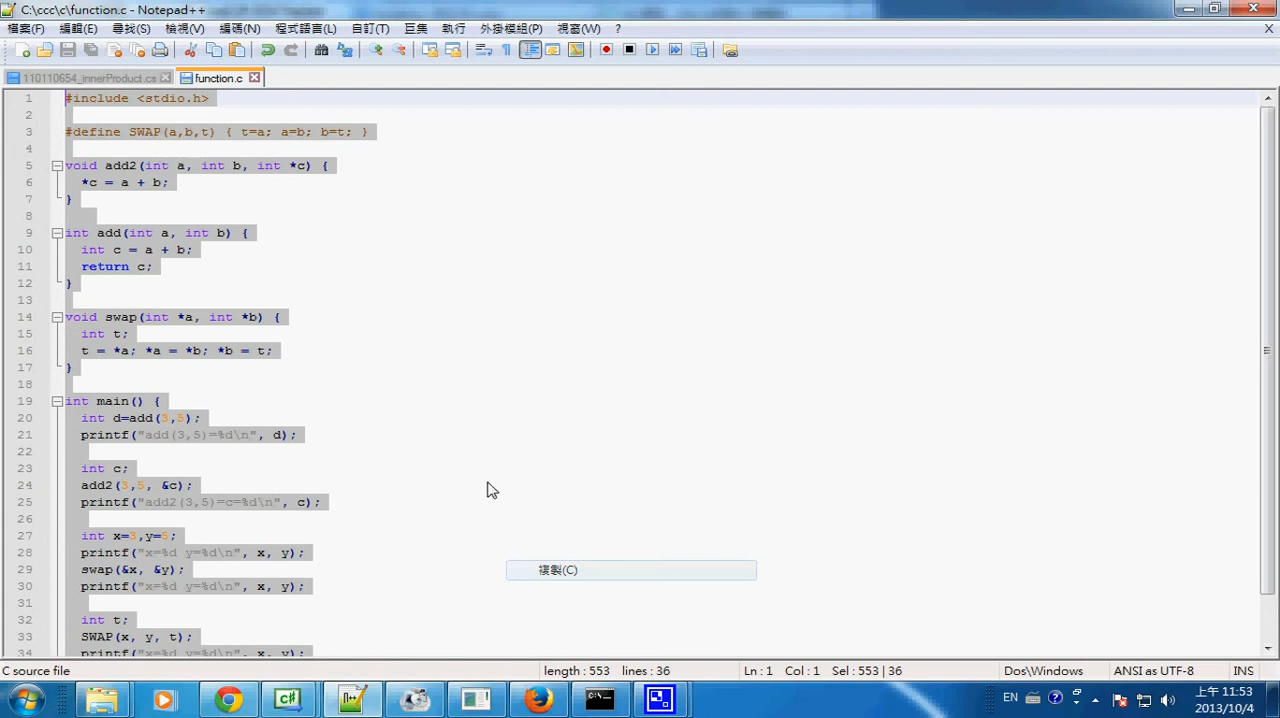 C:\ccc\c\function.c - Notepad++
檔案(F) 編輯(E) 尋找(S) 檢視(V) 編碼(N) 程式語言(L) 自訂(T) 巨集 執行 外掛模組(P) 視窗(W) ? X
110110654_innerProduct.cs function.c
1 #include <stdio.h>
2
3 #define SWAP(a,b,t) { t=a; a=b; b=t; }
4
5 void add2(int a, int b, int *c) {
6 *c = a + b;
7 }
8
9 int add(int a, int b) {
10 int c = a + b;
11 return c;
12 }
13
14 void swap(int *a, int *b) {
15 int t;
16 t = *a; *a = *b; *b = t;
17 }
18
19 int main() {
20 int d=add(3,5);
21 printf("add(3,5)=%d\n", d);
22
23 int c;
24 add2(3,5, &c);
25 printf("add2(3,5)=c=%d\n", c);
26
27 int x=3,y=5;
28 printf("x=%d y=%d\n", x, y);
29 swap(&x, &y);
複製(C)
30 printf("x=%d y=%d\n", x, y);
31
32 int t;
33 SWAP(x, y, t);
34 printf("x=%d y=%d\n", x, y);
C source file length : 553 lines : 36 Ln : 1 Col : 1 Sel : 553 | 36 Dos\Windows ANSI as UTF-8 INS
EN 上午 11:53
2013/10/4